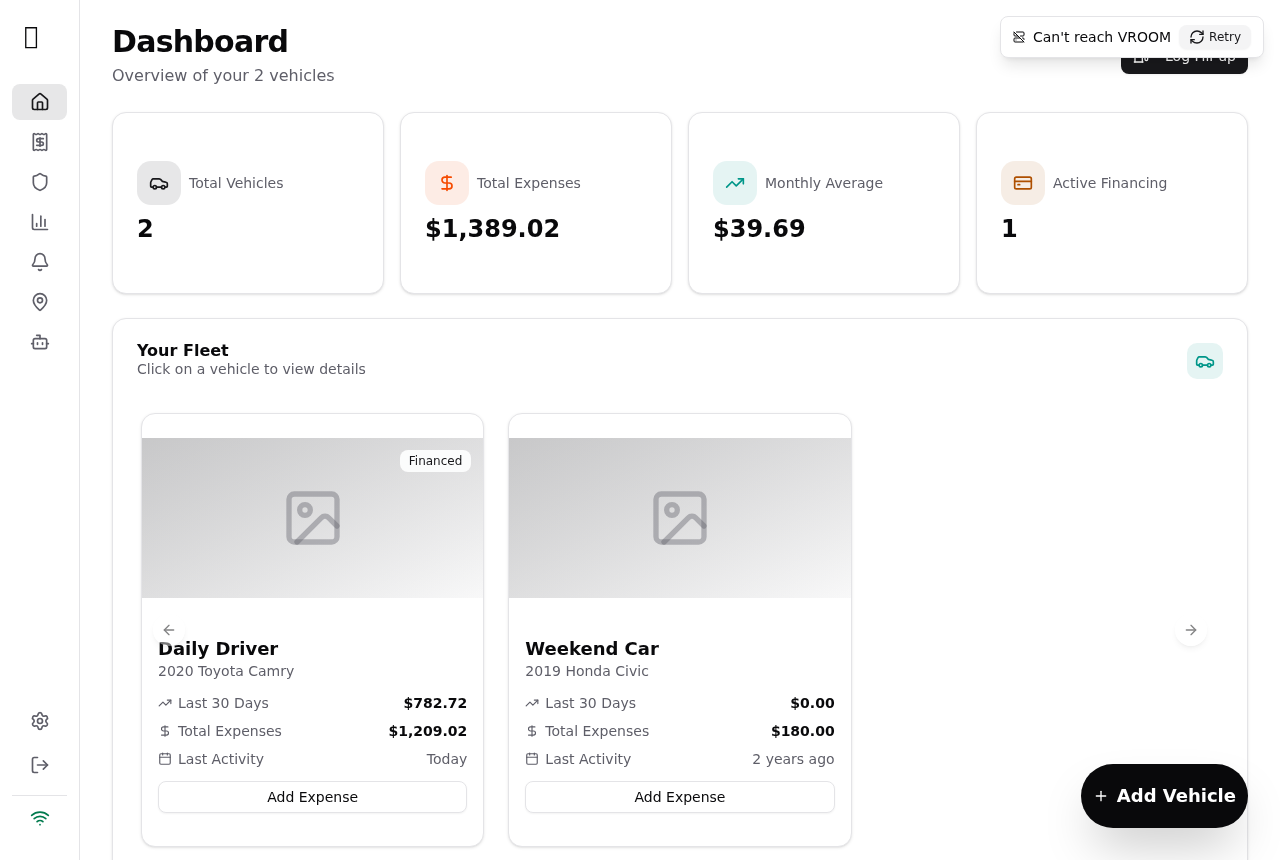 Dashboard
Overview of your 2 vehicles
Can't reach VROOM
Retry
Total Vehicles
2
Total Expenses
$1,389.02
Monthly Average
$39.69
Active Financing
1
Your Fleet
Click on a vehicle to view details
Financed
Daily Driver
2020 Toyota Camry
Last 30 Days $782.72
Total Expenses $1,209.02
Last Activity Today
Add Expense
Weekend Car
2019 Honda Civic
Last 30 Days $0.00
Total Expenses $180.00
Last Activity 2 years ago
Add Expense
+ Add Vehicle